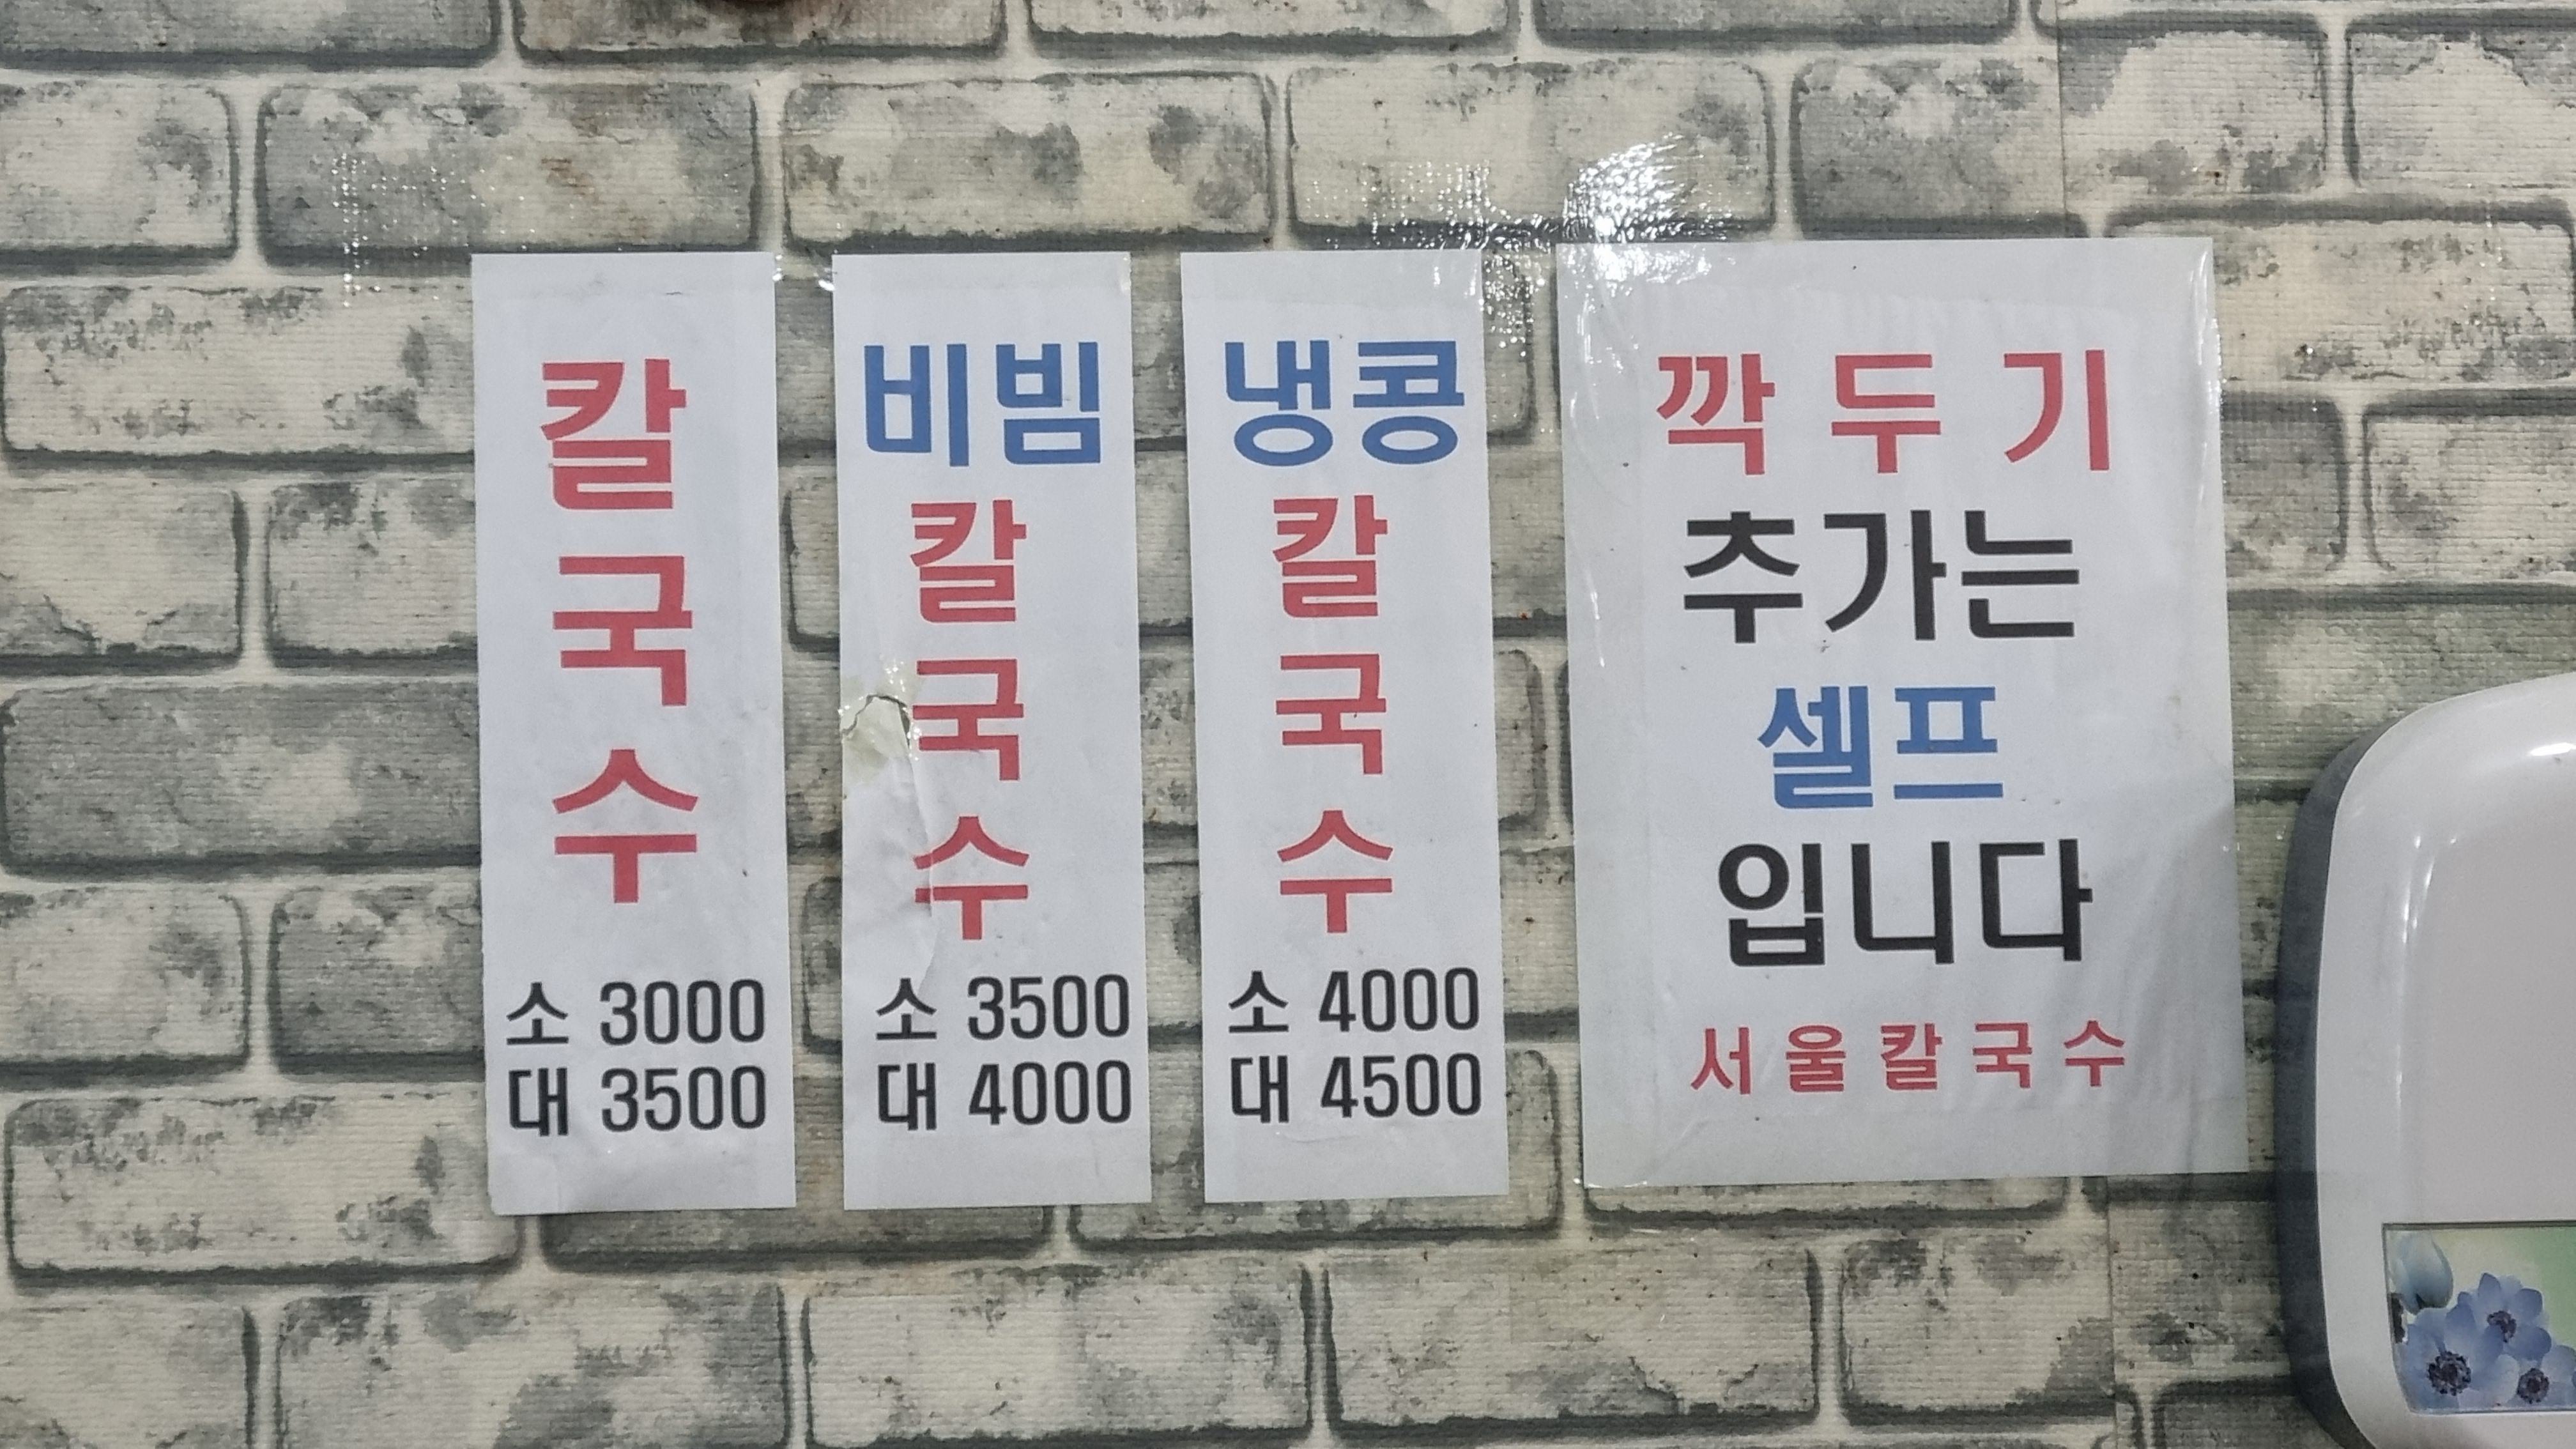 칼국수
소 3000
대 3500
비빔
칼국수
소 3500
대 4000
냉콩
칼국수
소 4000
대 4500
깍두기
추가는
셀프
입니다
서울칼국수